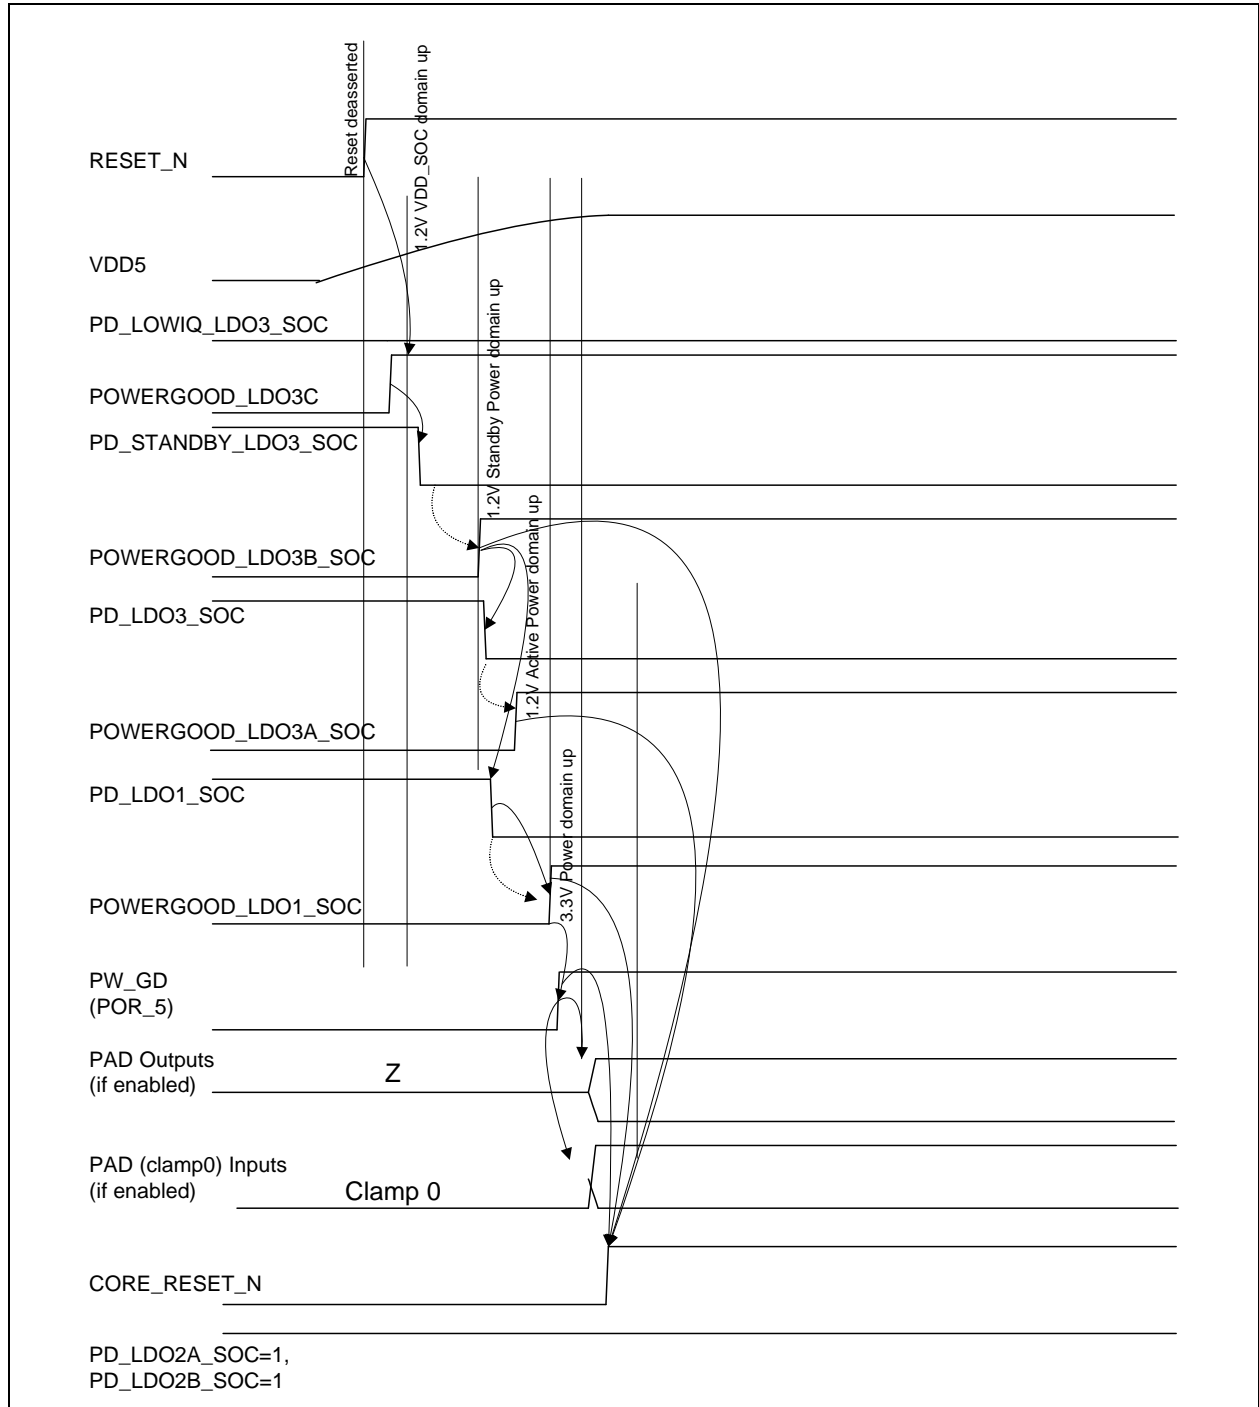 Reset deasserted
1.2V VDD_SOC domain up
RESET_N
VDD5
PD_LOWIQ_LDO3_SOC
1.2V Standby Power domain up
POWERGOOD_LDO3C
PD_STANDBY_LDO3_SOC
1.2V Active Power domain up
POWERGOOD_LDO3B_SOC
PD_LDO3_SOC
POWERGOOD_LDO3A_SOC
PD_LDO1_SOC
3.3V Power domain up
POWERGOOD_LDO1_SOC
PW_GD
(POR_5)
PAD Outputs
(if enabled)
Z
PAD (clamp0) Inputs
(if enabled)
Clamp 0
CORE_RESET_N
PD_LDO2A_SOC=1,
PD_LDO2B_SOC=1